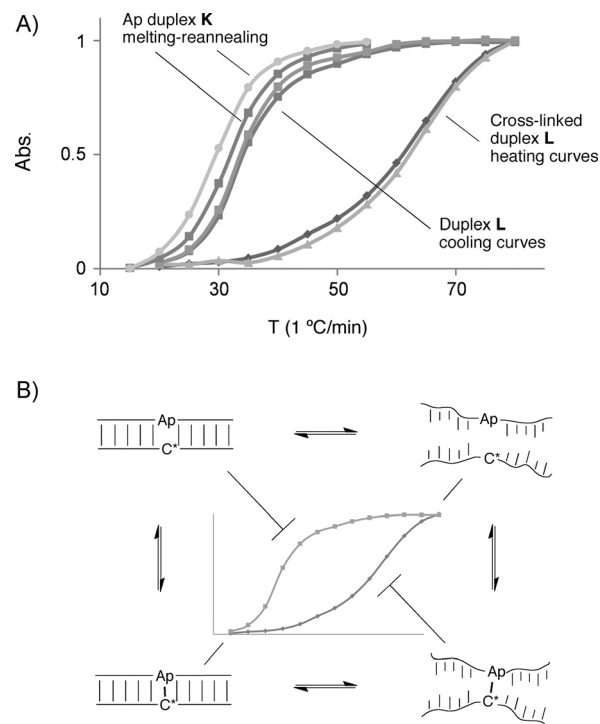 A)
Ap duplex K
melting-reannealing
1
0.5
0
Abs.
Cross-linked
duplex L
heating curves
Duplex L
cooling curves
10
30
50
70
T (1 ºC/min)
B)
Ap
C*
Ap
C*
Ap
C*
Ap
C*